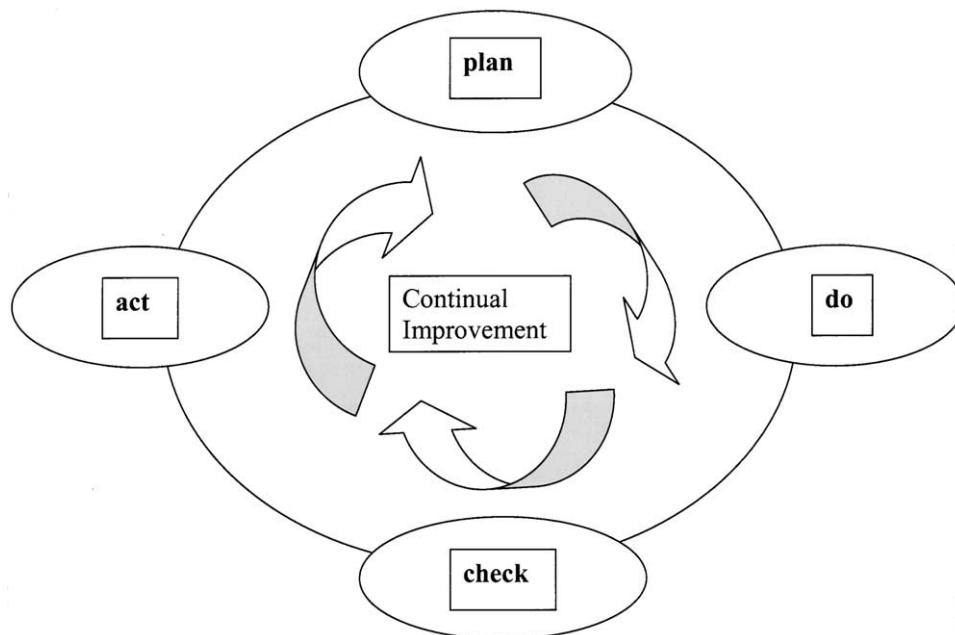 plan
act
Continual
Improvement
do
check